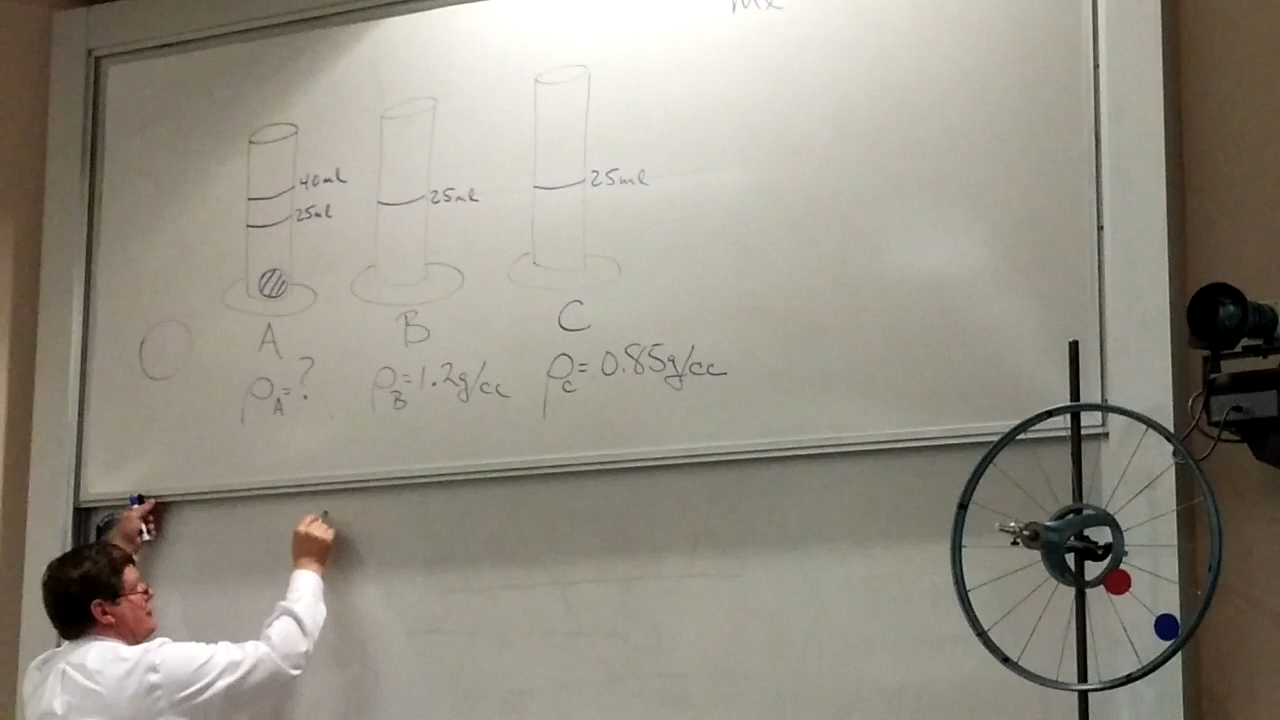 40ml
25ml
25ml
25ml
A
B
C
ρA=?
ρB=1.2g/cc
ρC=0.85g/cc